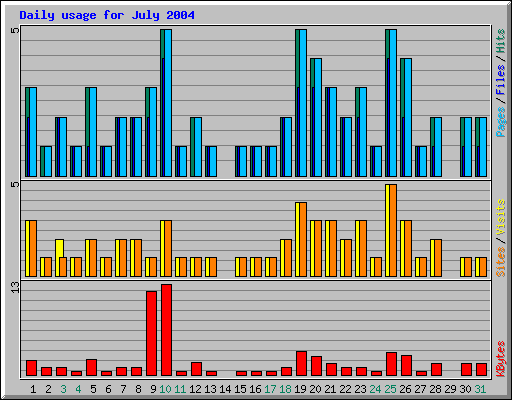 Daily usage for July 2004
5
Pages / Files / Hits
5
Sites / Visits
13
KBytes
1 2 3 4 5 6 7 8 9 10 11 12 13 14 15 16 17 18 19 20 21 22 23 24 25 26 27 28 29 30 31